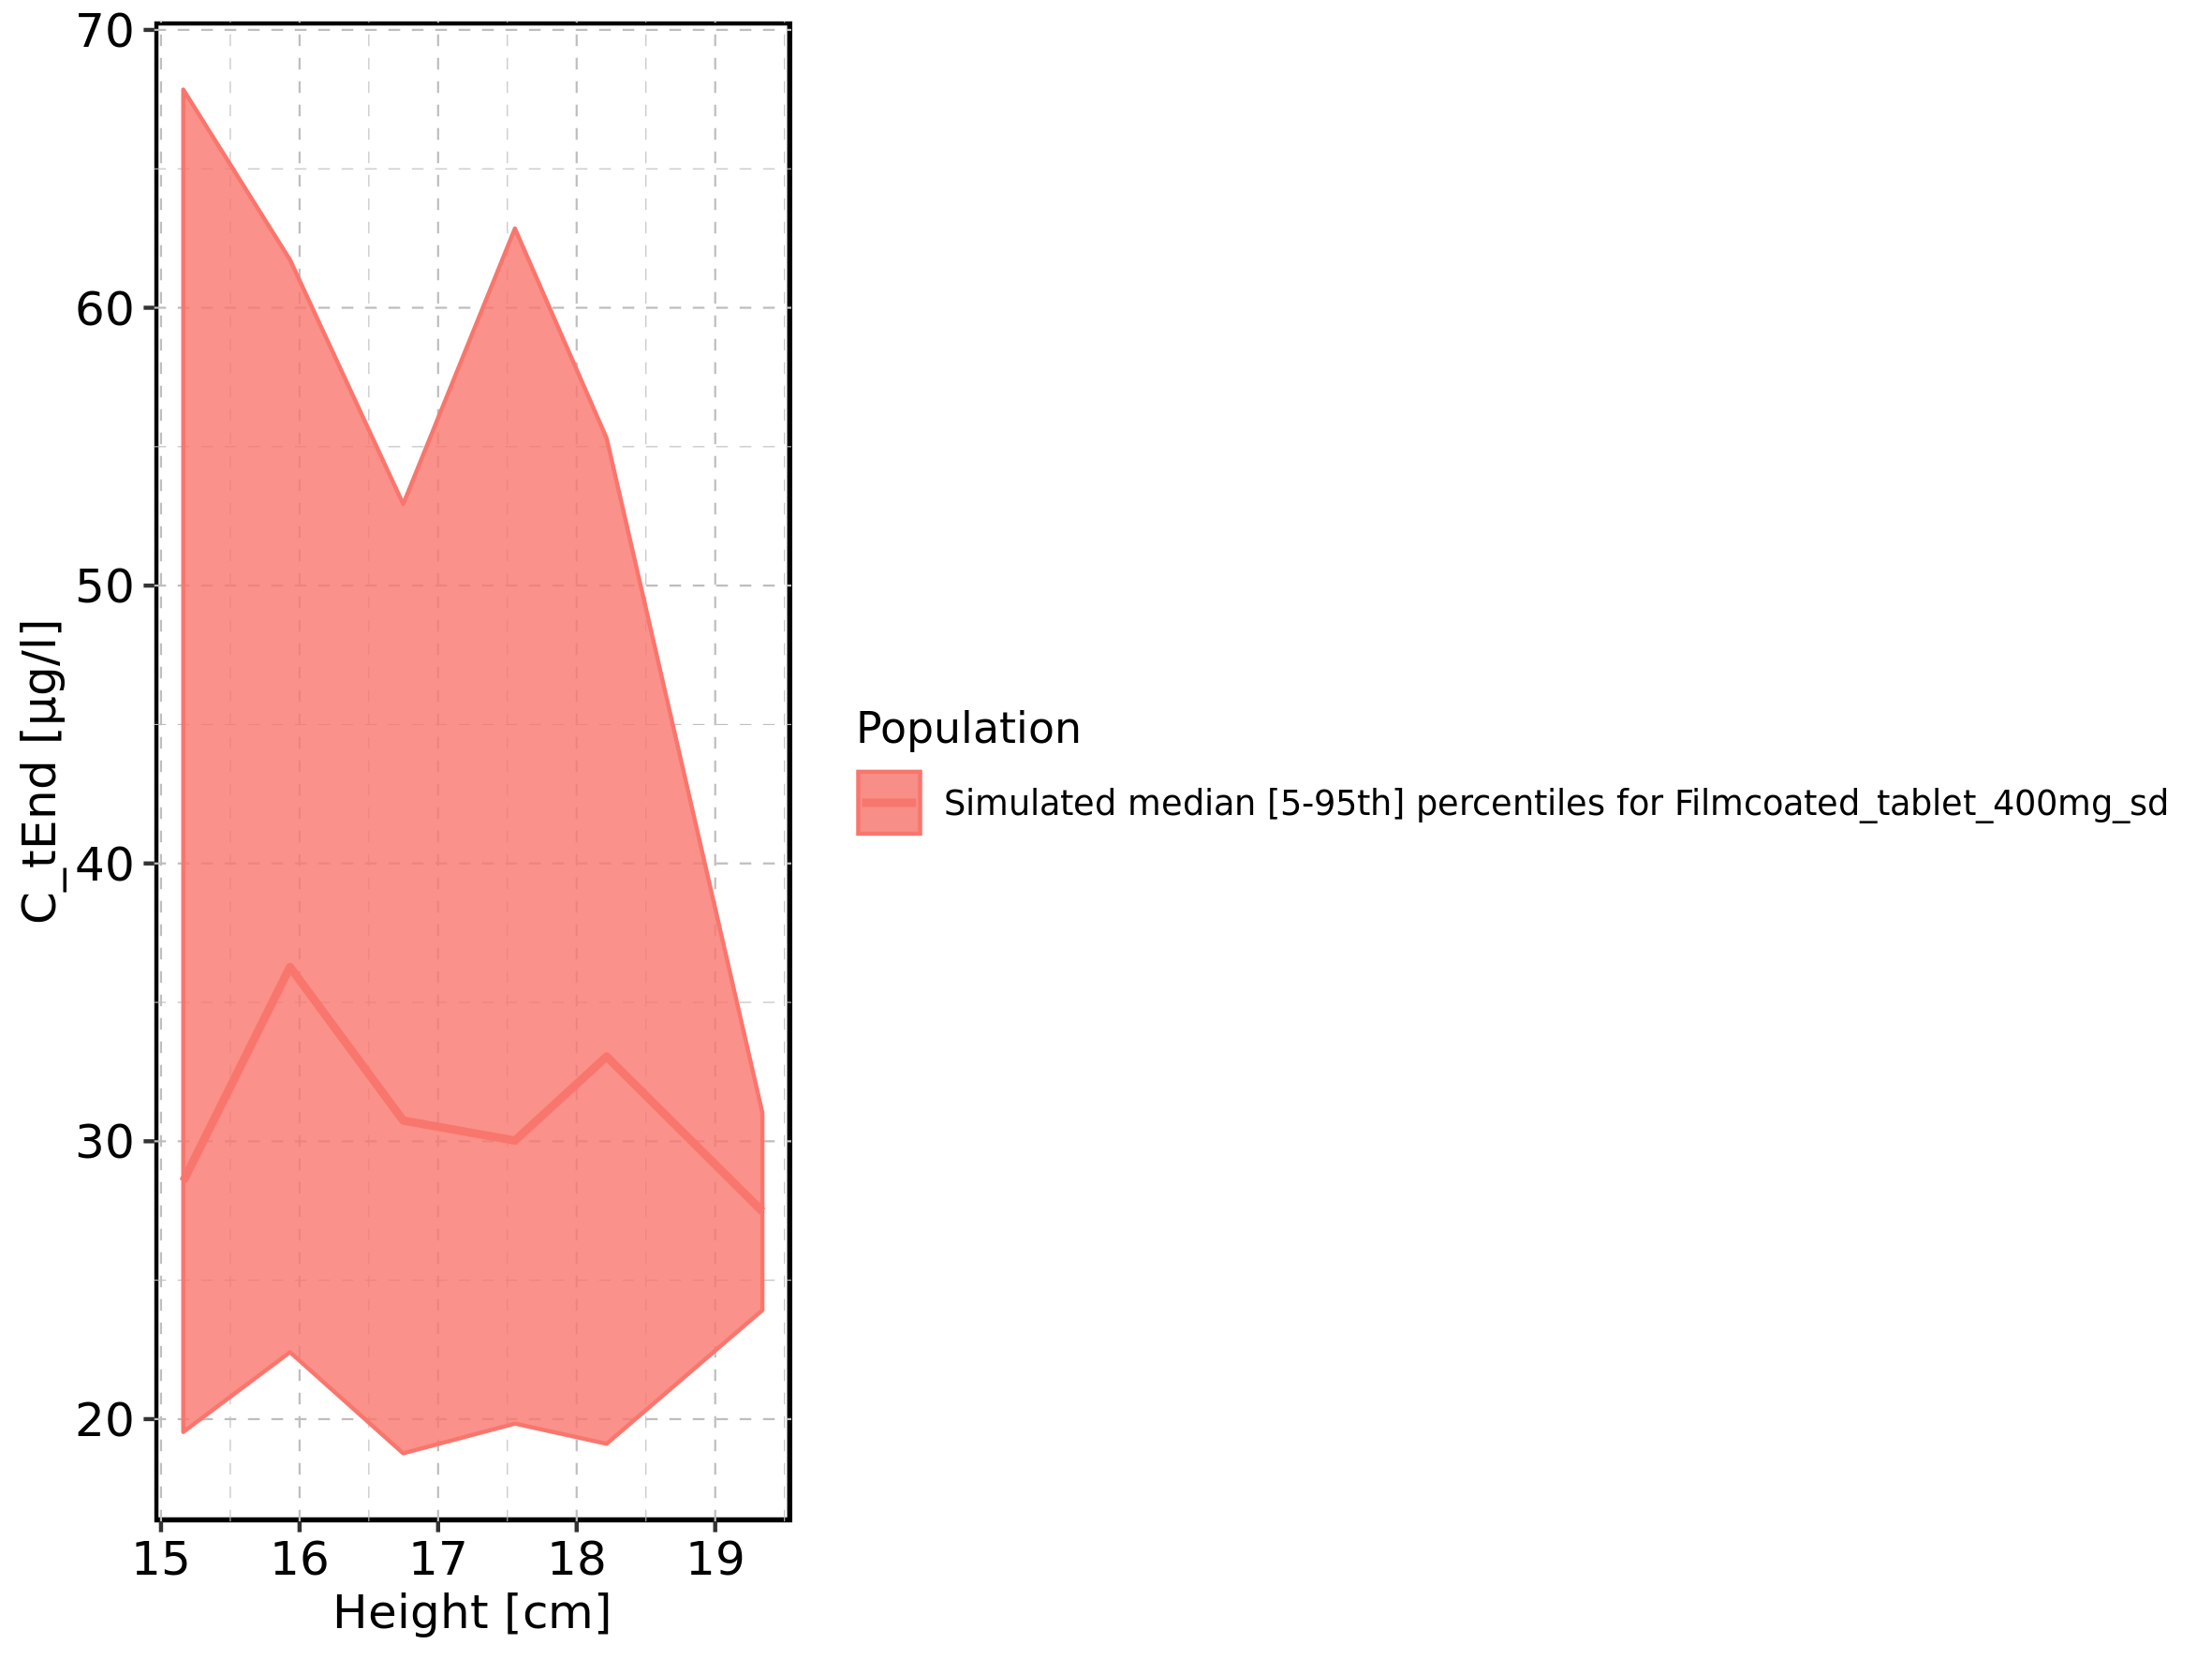 70
60
50
40
30
20
C_tEnd [µg/l]
15 16 17 18 19
Height [cm]
Population
Simulated median [5-95th] percentiles for Filmcoated_tablet_400mg_sd